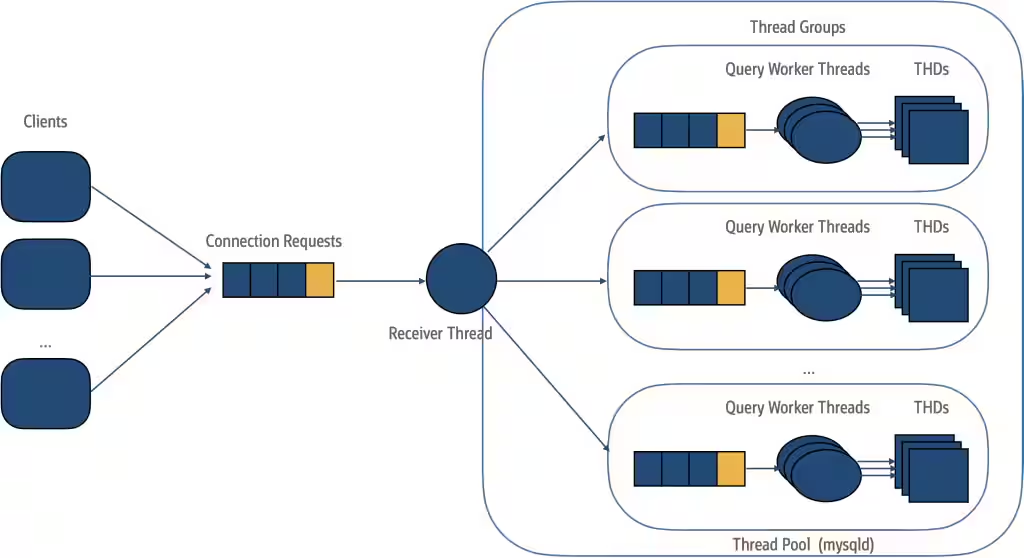 Thread Groups
Query Worker Threads
THDs
Clients
Connection Requests
Query Worker Threads
THDs
Receiver Thread
...
...
Query Worker Threads
THDs
Thread Pool (mysqld)